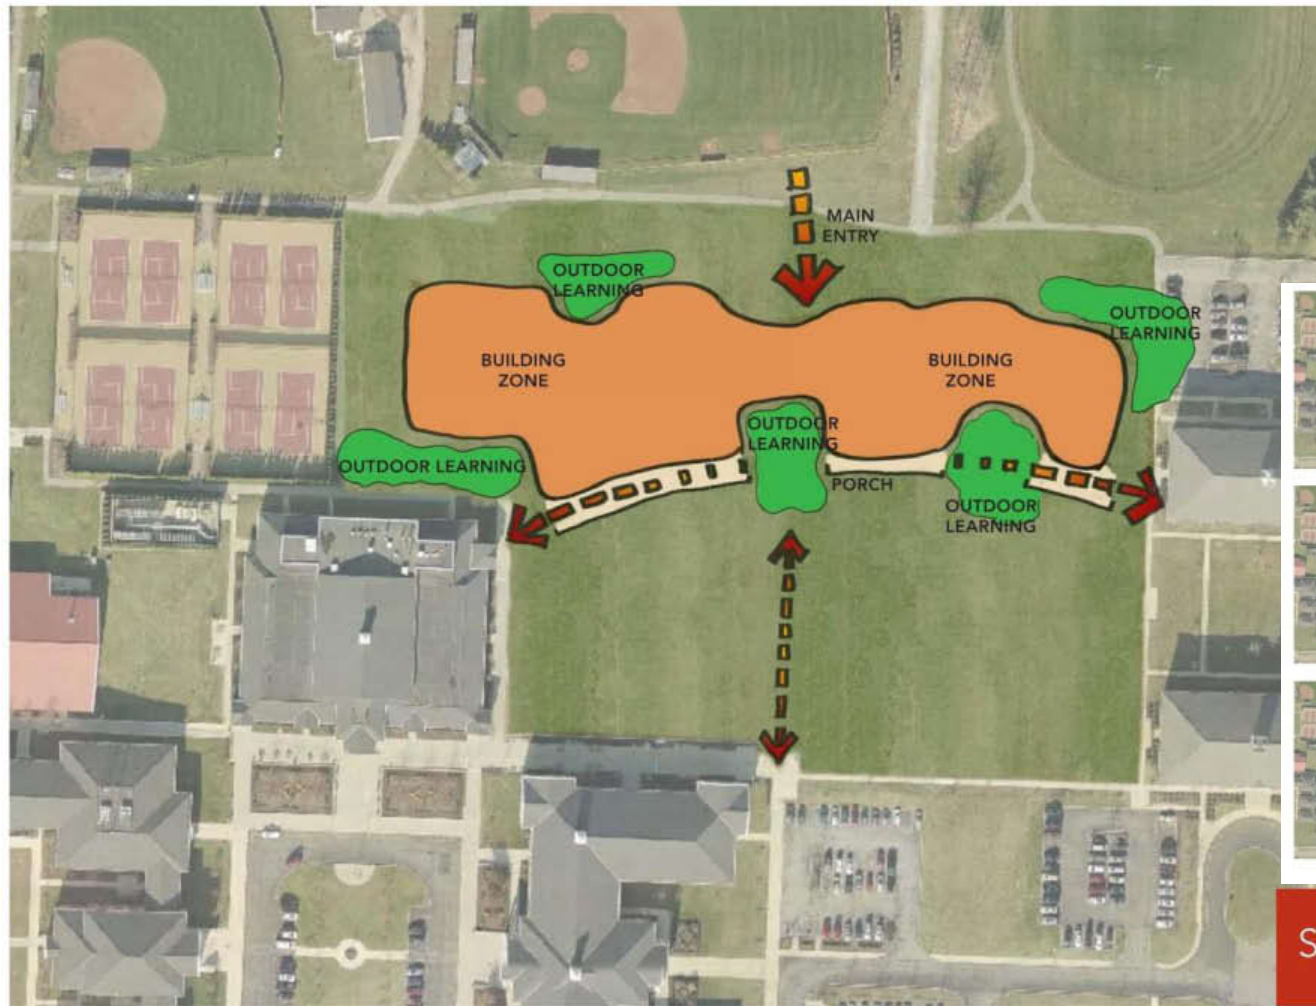 MAIN
ENTRY
OUTDOOR
LEARNING
OUTDOOR
LEARNING
BUILDING
ZONE
BUILDING
ZONE
OUTDOOR
LEARNING
OUTDOOR LEARNING
PORCH
OUTDOOR
LEARNING
S